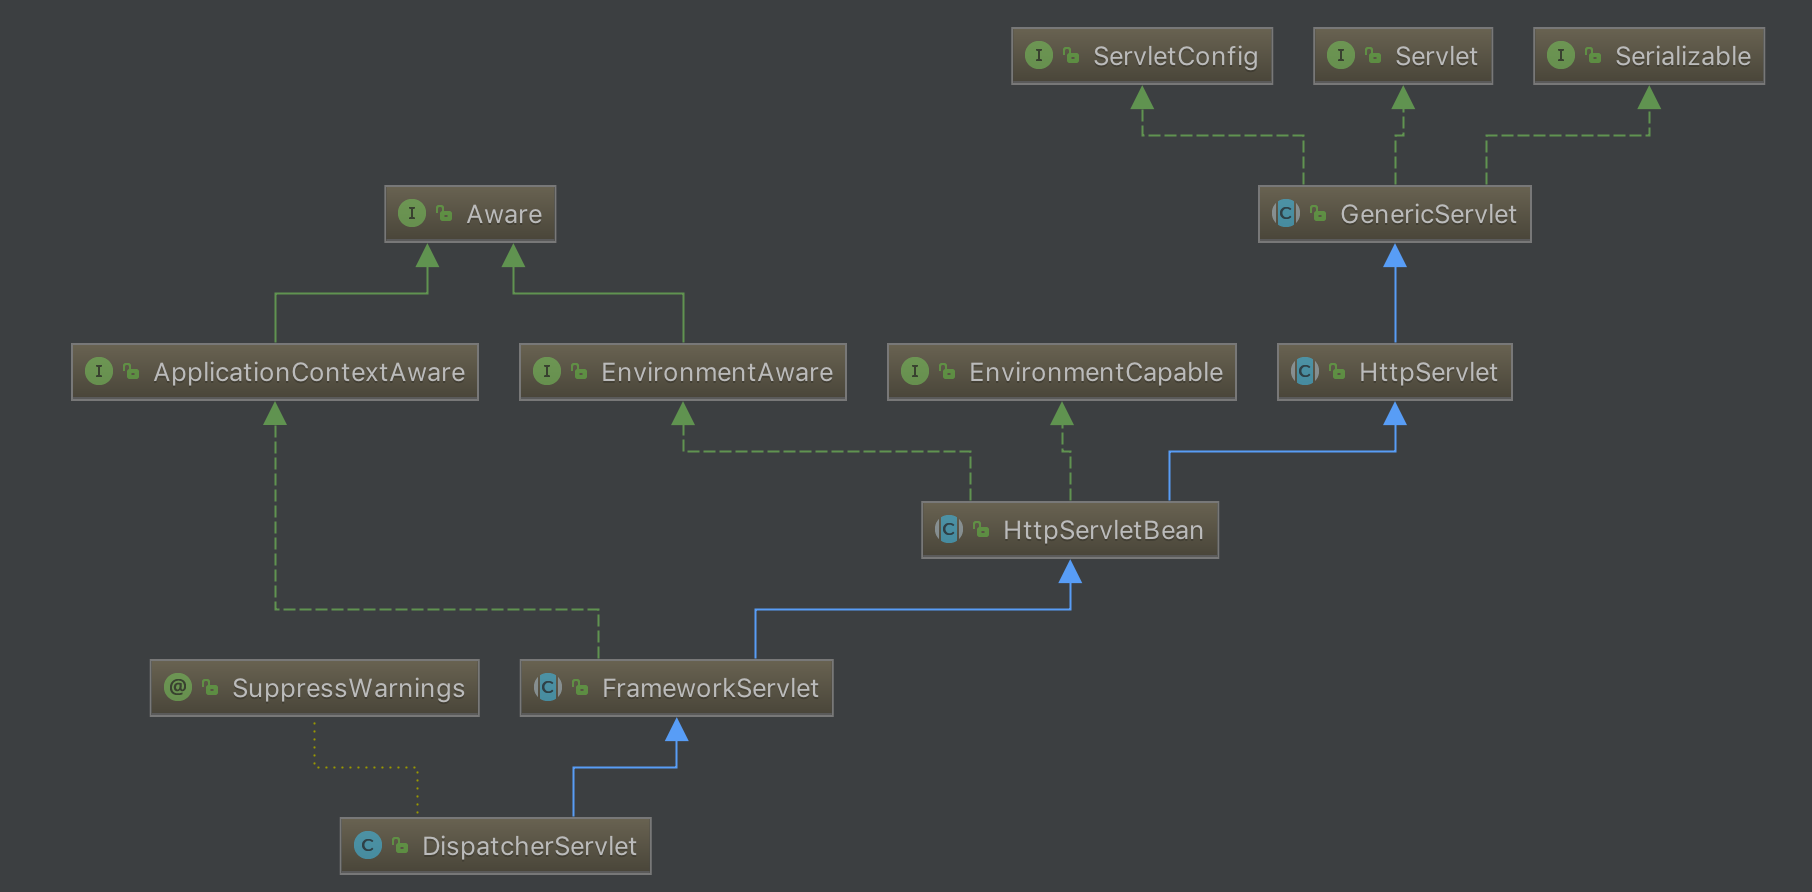 I ServletConfig
I Servlet
I Serializable
I Aware
C GenericServlet
I ApplicationContextAware
I EnvironmentAware
I EnvironmentCapable
C HttpServlet
C HttpServletBean
@ SuppressWarnings
C FrameworkServlet
C DispatcherServlet